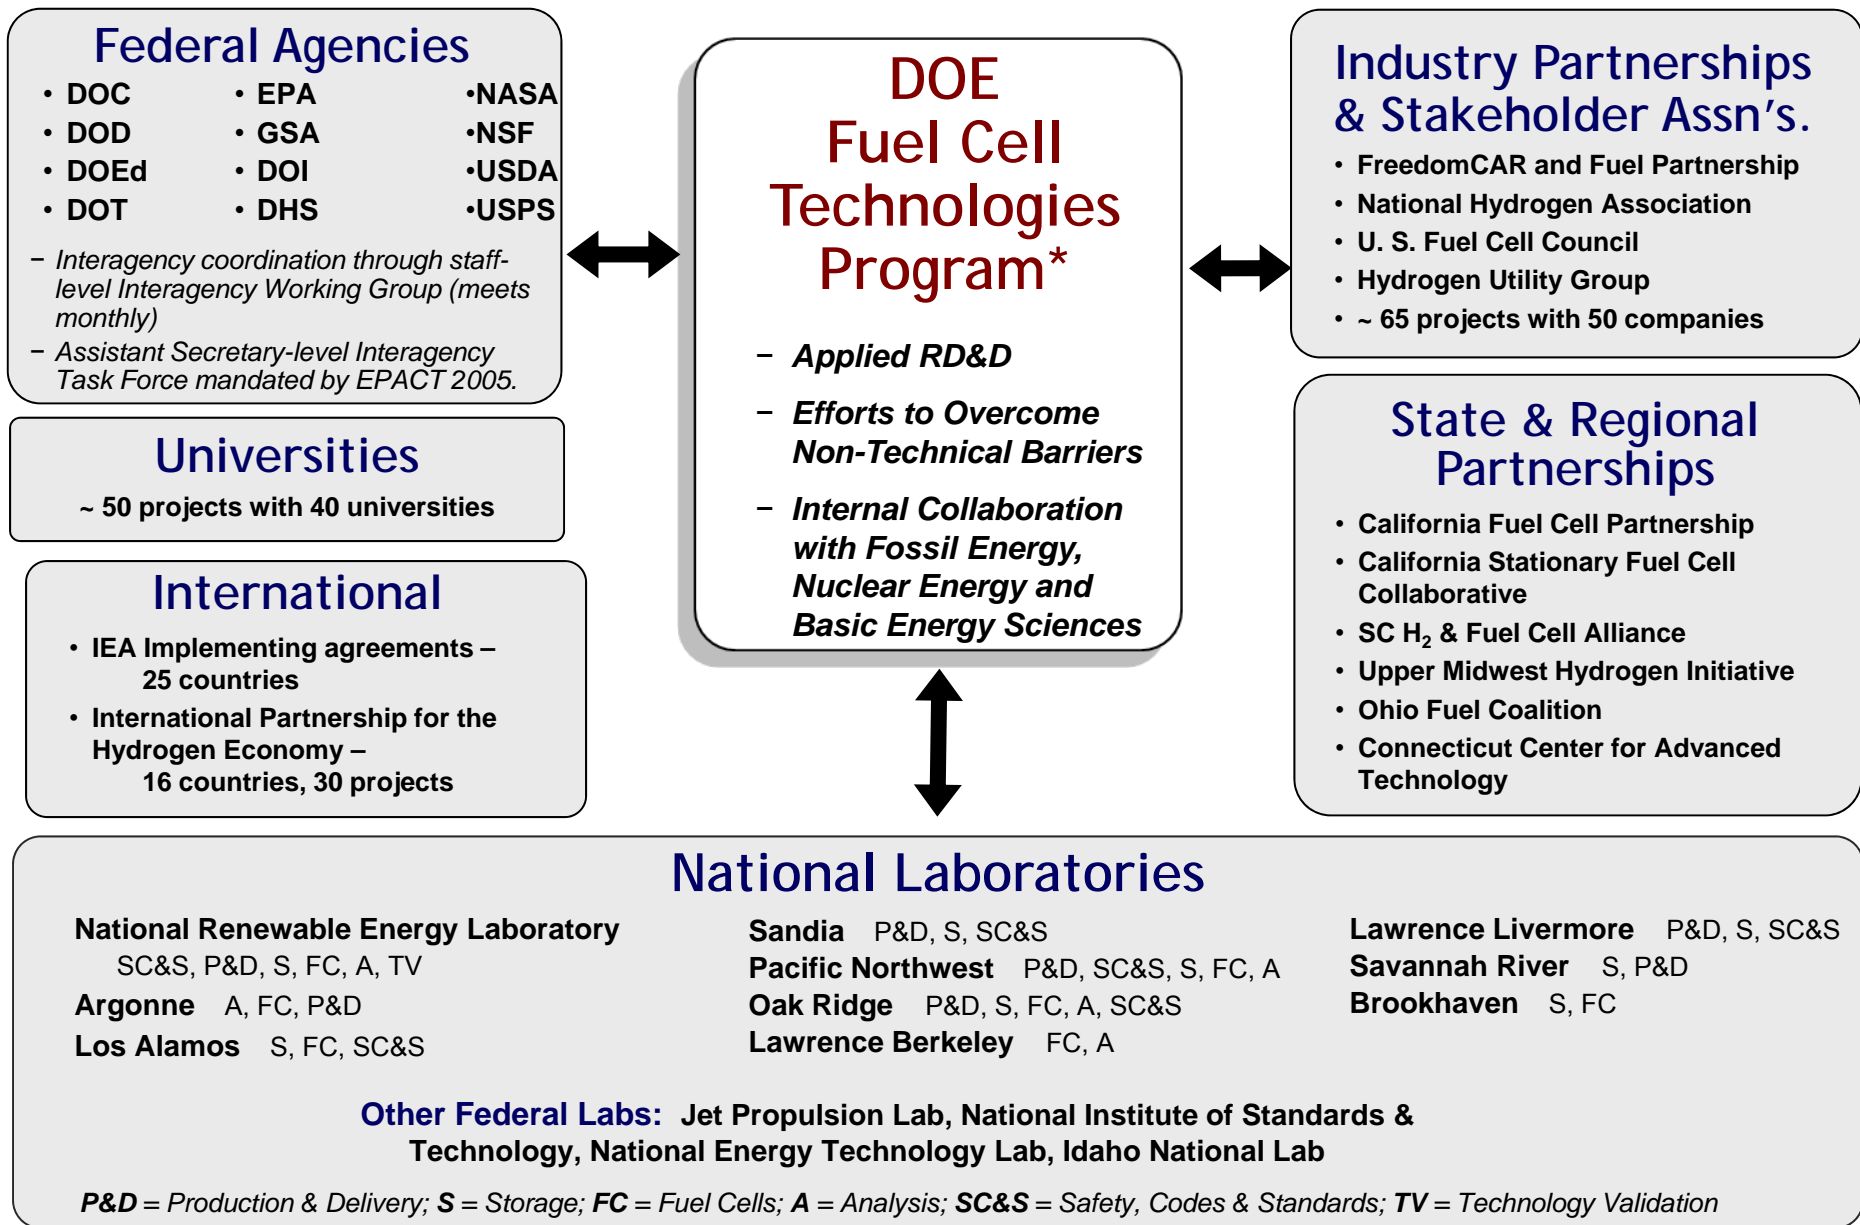 Federal Agencies
• DOC • EPA •NASA
• DOD • GSA •NSF
• DOEd • DOI •USDA
• DOT • DHS •USPS
– Interagency coordination through staff-
level Interagency Working Group (meets
monthly)
– Assistant Secretary-level Interagency
Task Force mandated by EPACT 2005.
Universities
~ 50 projects with 40 universities
International
• IEA Implementing agreements –
25 countries
• International Partnership for the
Hydrogen Economy –
16 countries, 30 projects
DOE
Fuel Cell
Technologies
Program*
– Applied RD&D
– Efforts to Overcome
Non-Technical Barriers
– Internal Collaboration
with Fossil Energy,
Nuclear Energy and
Basic Energy Sciences
Industry Partnerships
& Stakeholder Assn's.
• FreedomCAR and Fuel Partnership
• National Hydrogen Association
• U. S. Fuel Cell Council
• Hydrogen Utility Group
• ~ 65 projects with 50 companies
State & Regional
Partnerships
• California Fuel Cell Partnership
• California Stationary Fuel Cell
Collaborative
• SC H₂ & Fuel Cell Alliance
• Upper Midwest Hydrogen Initiative
• Ohio Fuel Coalition
• Connecticut Center for Advanced
Technology
National Laboratories
National Renewable Energy Laboratory
SC&S, P&D, S, FC, A, TV
Argonne A, FC, P&D
Los Alamos S, FC, SC&S
Sandia P&D, S, SC&S
Pacific Northwest P&D, SC&S, S, FC, A
Oak Ridge P&D, S, FC, A, SC&S
Lawrence Berkeley FC, A
Lawrence Livermore P&D, S, SC&S
Savannah River S, P&D
Brookhaven S, FC
Other Federal Labs: Jet Propulsion Lab, National Institute of Standards &
Technology, National Energy Technology Lab, Idaho National Lab
P&D = Production & Delivery; S = Storage; FC = Fuel Cells; A = Analysis; SC&S = Safety, Codes & Standards; TV = Technology Validation